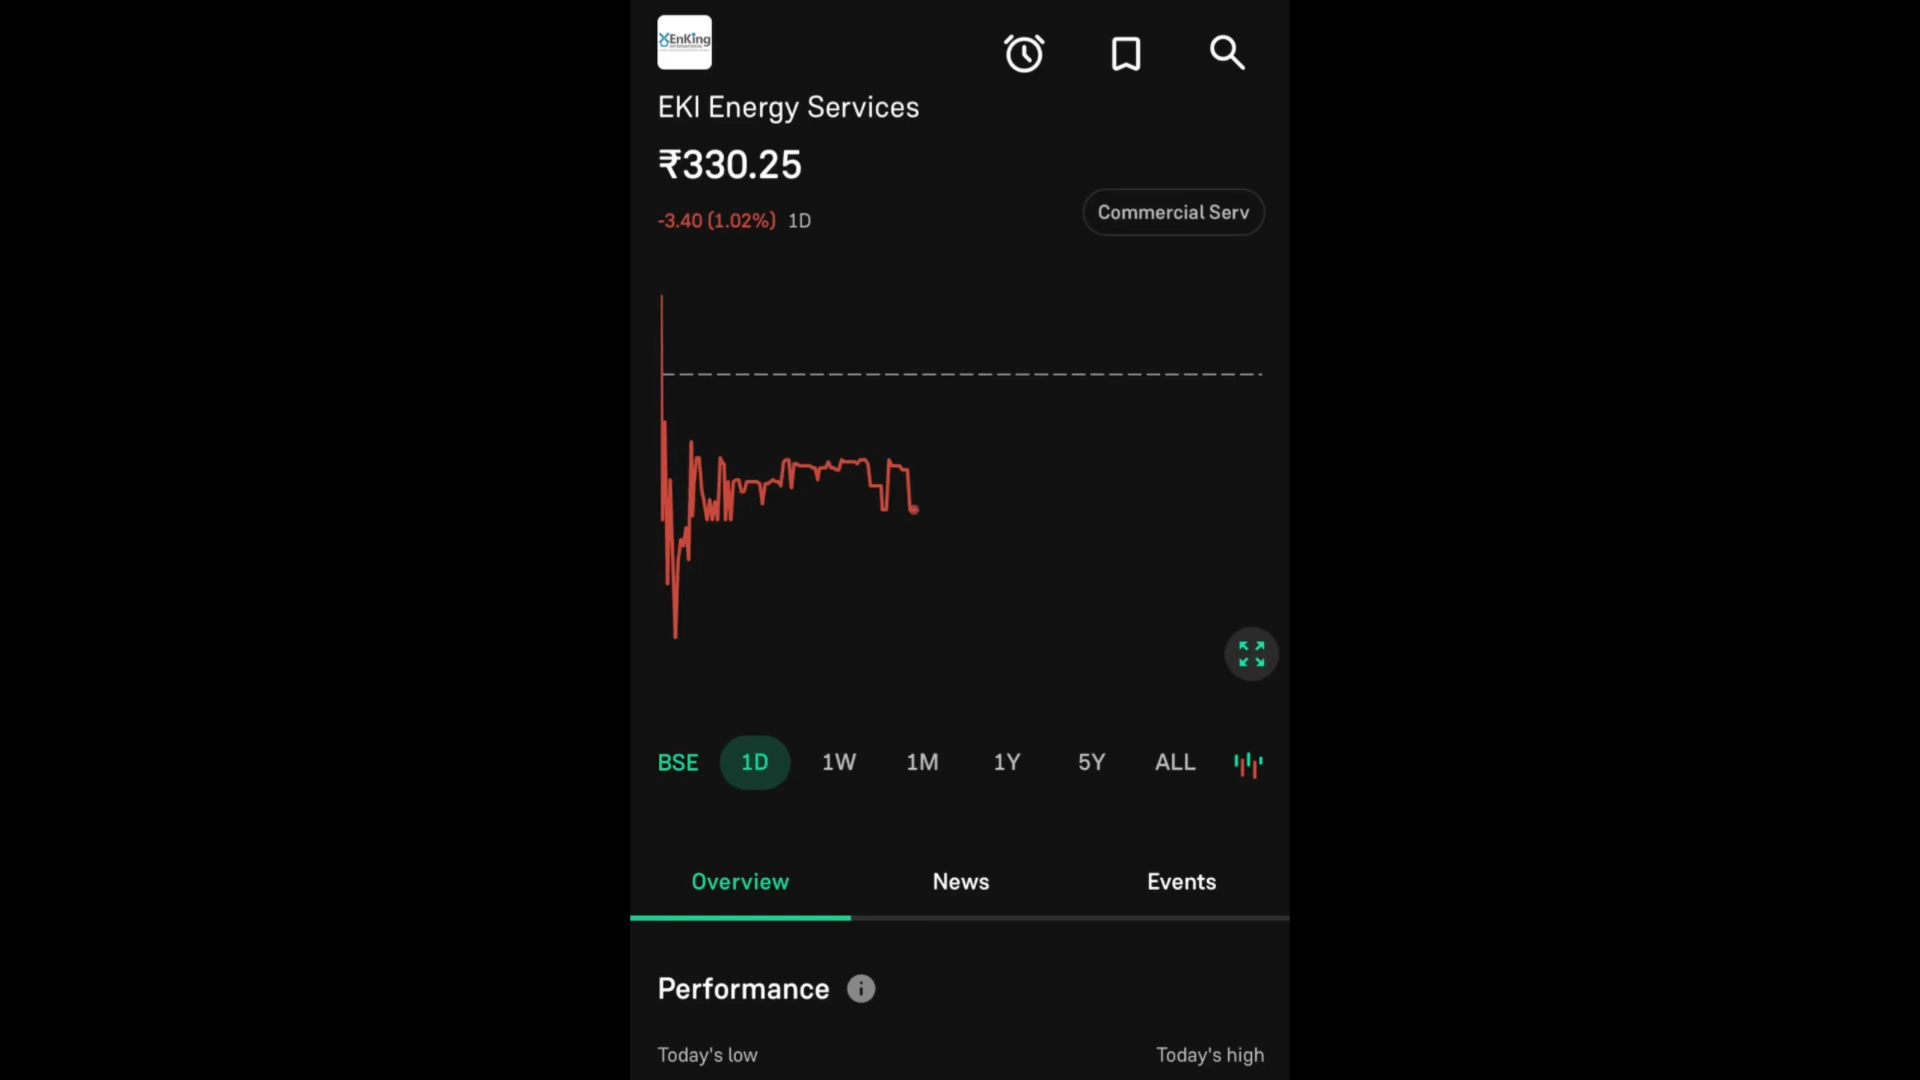 EnKing
INTERNATIONAL
EKI Energy Services
₹330.25
-3.40 (1.02%) 1D
Commercial Serv
BSE 1D 1W 1M 1Y 5Y ALL
Overview News Events
Performance
Today's low Today's high